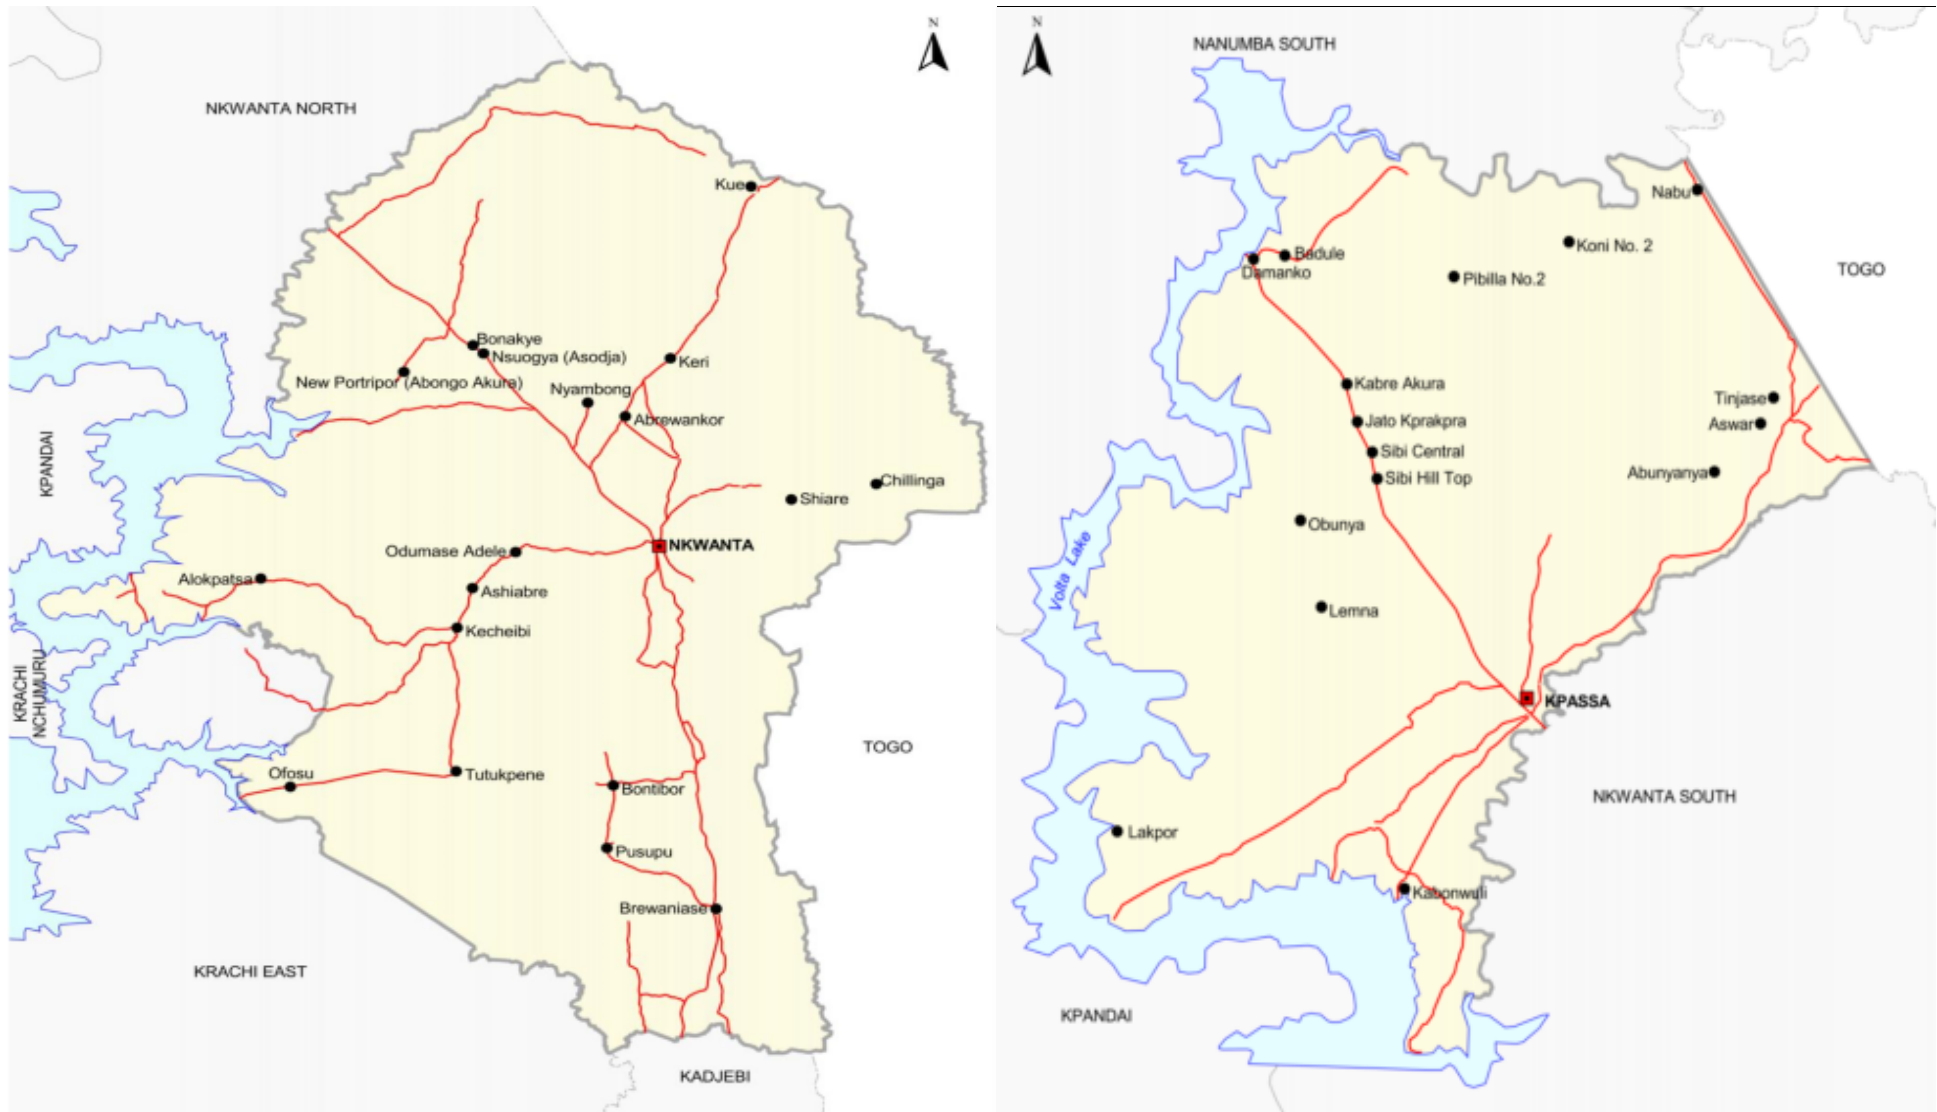 N
NKWANTA NORTH
Kue
Bonakye
Nsuogya (Asodja)
Keri
New Portripor (Abongo Akura)
Nyambong
Abrewankor
KPANDAI
Chillinga
Shiare
NKWANTA
Odumase Adele
Alokpatsa
Ashiabre
Kecheibi
KRACHI
NCHUMURU
TOGO
Ofosu
Tutukpene
Bontibor
Pusupu
Brewaniase
KRACHI EAST
KADJEBI
N
NANUMBA SOUTH
Nabu
Koni No. 2
Badule
Damanko
Pibilla No.2
TOGO
Kabre Akura
Tinjase
Jato Kprakpra
Aswar
Sibi Central
Sibi Hill Top
Abunyanya
Obunya
Volta Lake
Lemna
KPASSA
NKWANTA SOUTH
Lakpor
Kabonwuli
KPANDAI